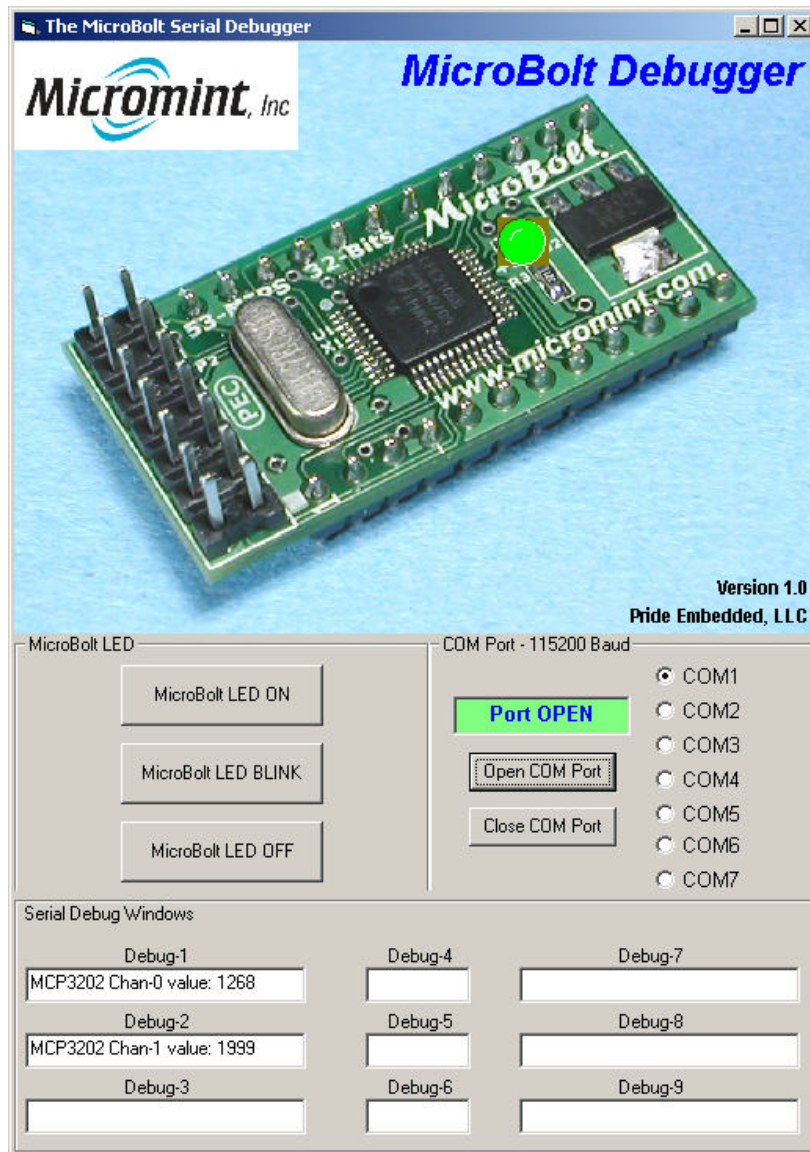 The MicroBolt Serial Debugger
Micromint, Inc
MicroBolt Debugger
MicroBolt.
53-MIPS 32-Bits
R3
P2
PEC
www.micromint.com
Version 1.0
Pride Embedded, LLC
MicroBolt LED
MicroBolt LED ON
MicroBolt LED BLINK
MicroBolt LED OFF
COM Port - 115200 Baud
Port OPEN
Open COM Port
Close COM Port
COM1
COM2
COM3
COM4
COM5
COM6
COM7
Serial Debug Windows
Debug-1
MCP3202 Chan-0 value: 1268
Debug-2
MCP3202 Chan-1 value: 1999
Debug-3
Debug-4
Debug-5
Debug-6
Debug-7
Debug-8
Debug-9